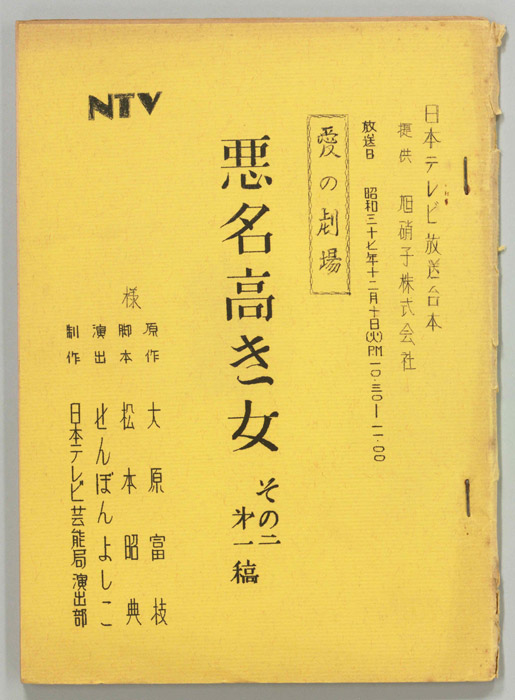 日本テレビ放送台本
提供 旭硝子株式会社
放送日 昭和三十七年十二月十日(火)PM一〇・三〇―一一・〇〇
愛の劇場
悪名高き女 その二 第一稿
NTV
様
原作 大原富枝
脚本 松本昭典
演出 せんぼんよしこ
制作 日本テレビ芸能局演出部